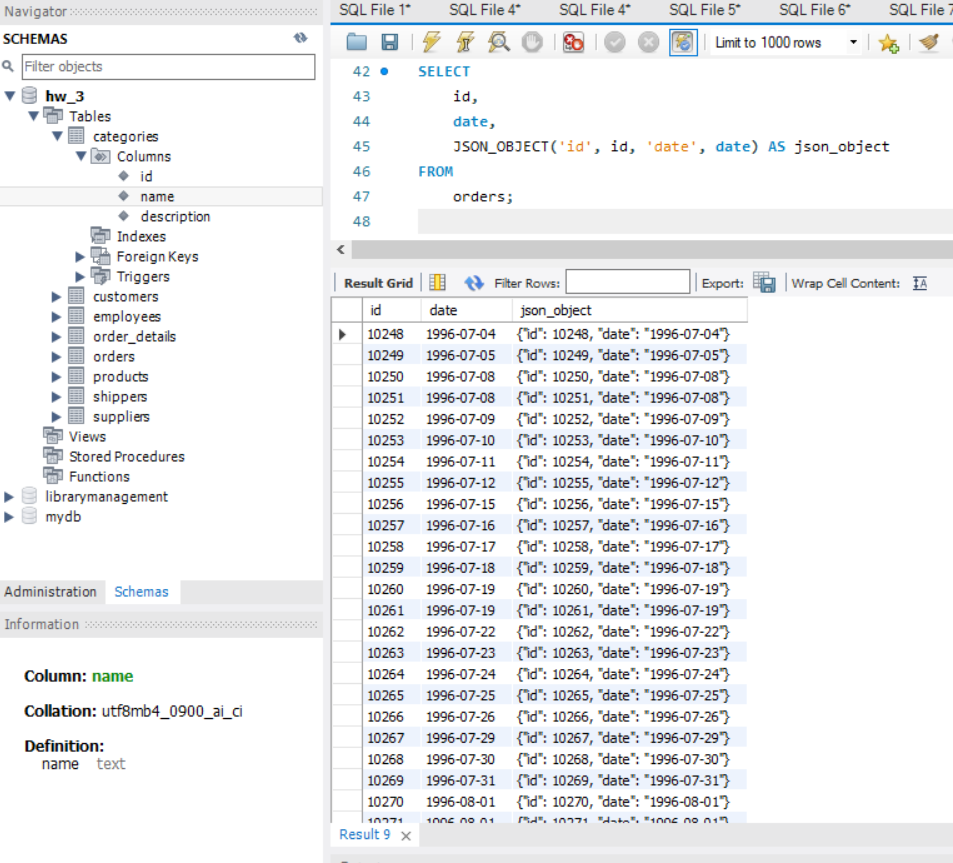 Navigator
SCHEMAS
Filter objects
hw_3
Tables
categories
Columns
id
name
description
Indexes
Foreign Keys
Triggers
customers
employees
order_details
orders
products
shippers
suppliers
Views
Stored Procedures
Functions
librarymanagement
mydb
Administration Schemas
Information
Column: name
Collation: utf8mb4_0900_ai_ci
Definition:
name text
SQL File 1* SQL File 4* SQL File 4* SQL File 5* SQL File 6* SQL File 7
Limit to 1000 rows
42 SELECT
43 id,
44 date,
45 JSON_OBJECT('id', id, 'date', date) AS json_object
46 FROM
47 orders;
48
Result Grid Filter Rows: Export: Wrap Cell Content:
id date json_object
10248 1996-07-04 {"id": 10248, "date": "1996-07-04"}
10249 1996-07-05 {"id": 10249, "date": "1996-07-05"}
10250 1996-07-08 {"id": 10250, "date": "1996-07-08"}
10251 1996-07-08 {"id": 10251, "date": "1996-07-08"}
10252 1996-07-09 {"id": 10252, "date": "1996-07-09"}
10253 1996-07-10 {"id": 10253, "date": "1996-07-10"}
10254 1996-07-11 {"id": 10254, "date": "1996-07-11"}
10255 1996-07-12 {"id": 10255, "date": "1996-07-12"}
10256 1996-07-15 {"id": 10256, "date": "1996-07-15"}
10257 1996-07-16 {"id": 10257, "date": "1996-07-16"}
10258 1996-07-17 {"id": 10258, "date": "1996-07-17"}
10259 1996-07-18 {"id": 10259, "date": "1996-07-18"}
10260 1996-07-19 {"id": 10260, "date": "1996-07-19"}
10261 1996-07-19 {"id": 10261, "date": "1996-07-19"}
10262 1996-07-22 {"id": 10262, "date": "1996-07-22"}
10263 1996-07-23 {"id": 10263, "date": "1996-07-23"}
10264 1996-07-24 {"id": 10264, "date": "1996-07-24"}
10265 1996-07-25 {"id": 10265, "date": "1996-07-25"}
10266 1996-07-26 {"id": 10266, "date": "1996-07-26"}
10267 1996-07-29 {"id": 10267, "date": "1996-07-29"}
10268 1996-07-30 {"id": 10268, "date": "1996-07-30"}
10269 1996-07-31 {"id": 10269, "date": "1996-07-31"}
10270 1996-08-01 {"id": 10270, "date": "1996-08-01"}
10271 1996-08-01 {"id": 10271, "date": "1996-08-01"}
Result 9